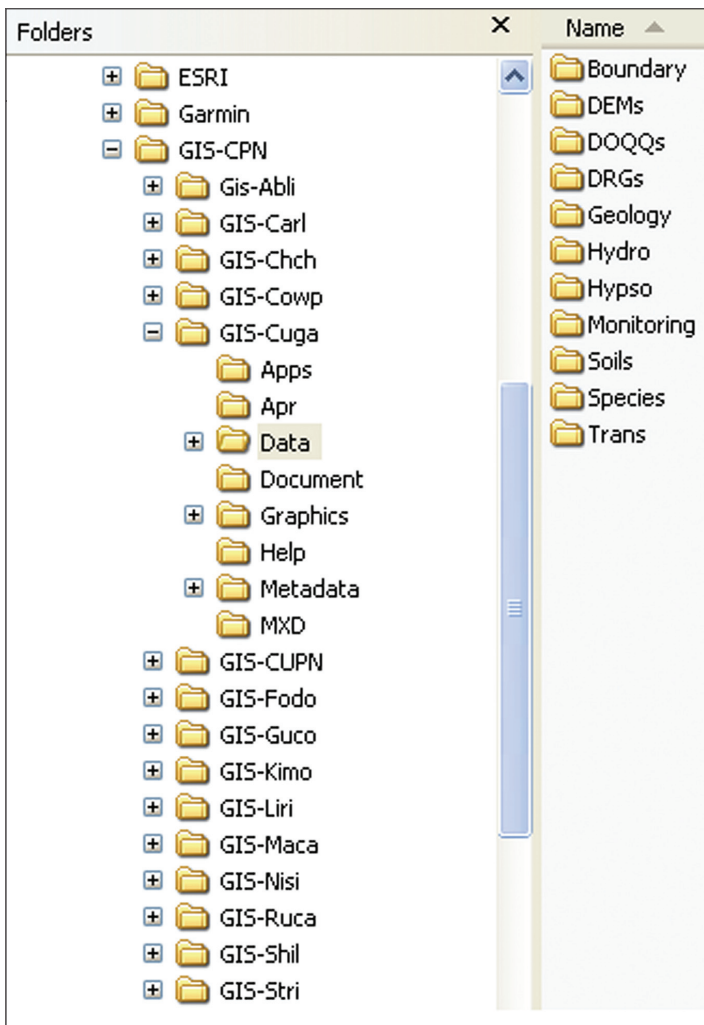 Folders
ESRI
Garmin
GIS-CPN
Gis-Abli
GIS-Carl
GIS-Chch
GIS-Cowp
GIS-Cuga
Apps
Apr
Data
Document
Graphics
Help
Metadata
MXD
GIS-CUPN
GIS-Fodo
GIS-Guco
GIS-Kimo
GIS-Liri
GIS-Maca
GIS-Nisi
GIS-Ruca
GIS-Shil
GIS-Stri
Name
Boundary
DEMs
DOQQs
DRGs
Geology
Hydro
Hypso
Monitoring
Soils
Species
Trans